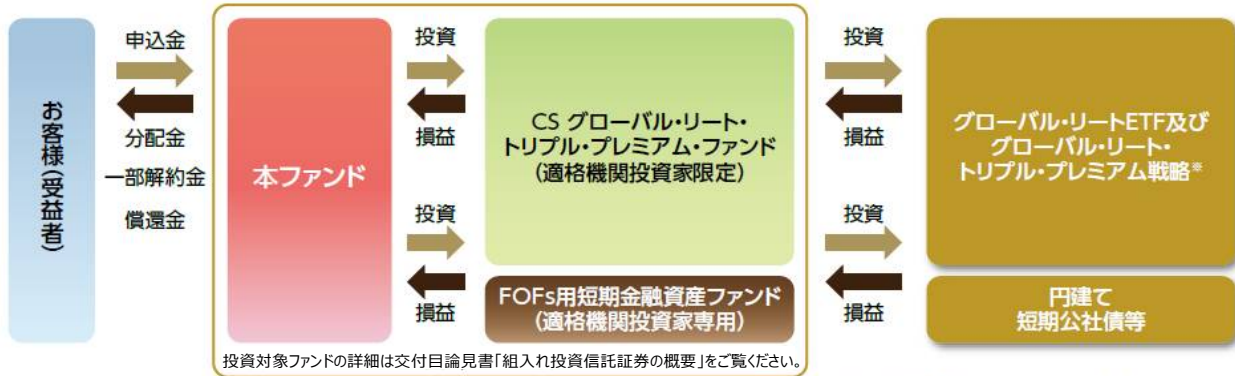 お客様(受益者)
申込金
分配金
一部解約金
償還金
本ファンド
投資
損益
投資
損益
CS グローバル・リート・
トリプル・プレミアム・ファンド
(適格機関投資家限定)
FOFs用短期金融資産ファンド
(適格機関投資家専用)
投資
損益
投資
損益
グローバル・リートETF及び
グローバル・リート・
トリプル・プレミアム戦略※
円建て
短期公社債等
投資対象ファンドの詳細は交付目論見書「組入れ投資信託証券の概要」をご覧ください。